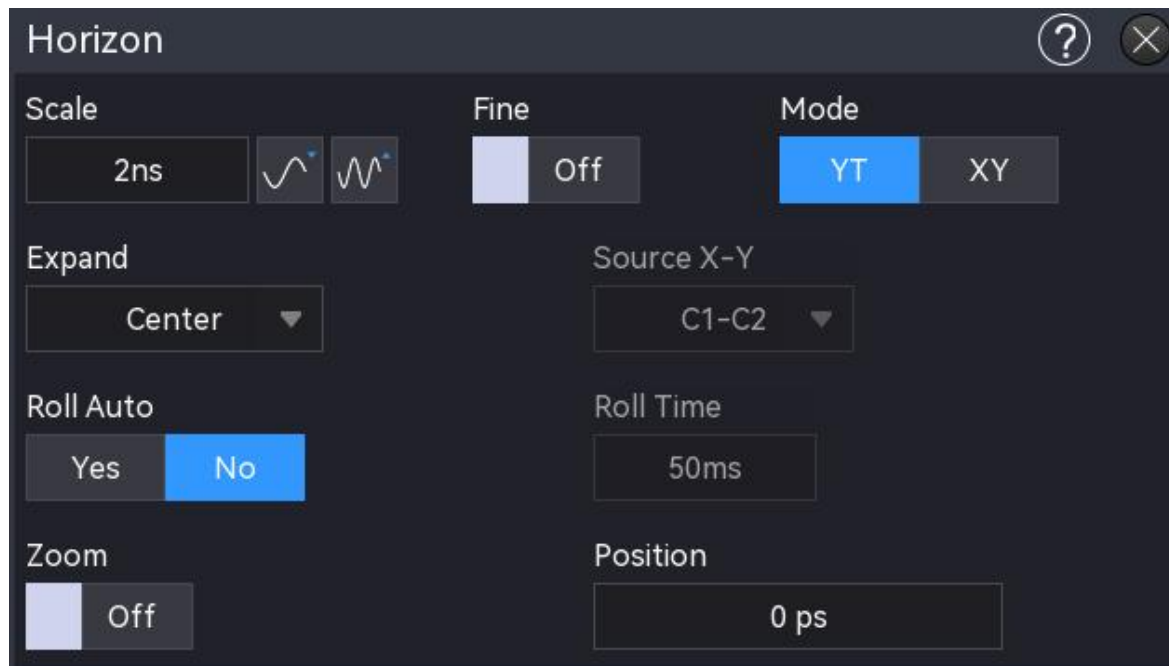 Horizon ?
Scale Fine Mode
2ns Off YT XY
Expand Source X-Y
Center C1-C2
Roll Auto Roll Time
Yes No 50ms
Zoom Position
Off 0 ps